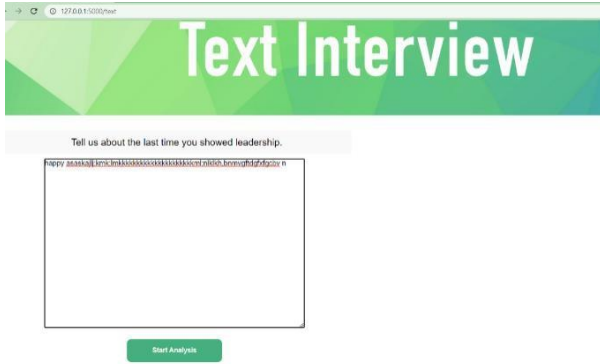 127.0.0.1:5000/text
Text Interview
Tell us about the last time you showed leadership.
happy n
Start Analysis